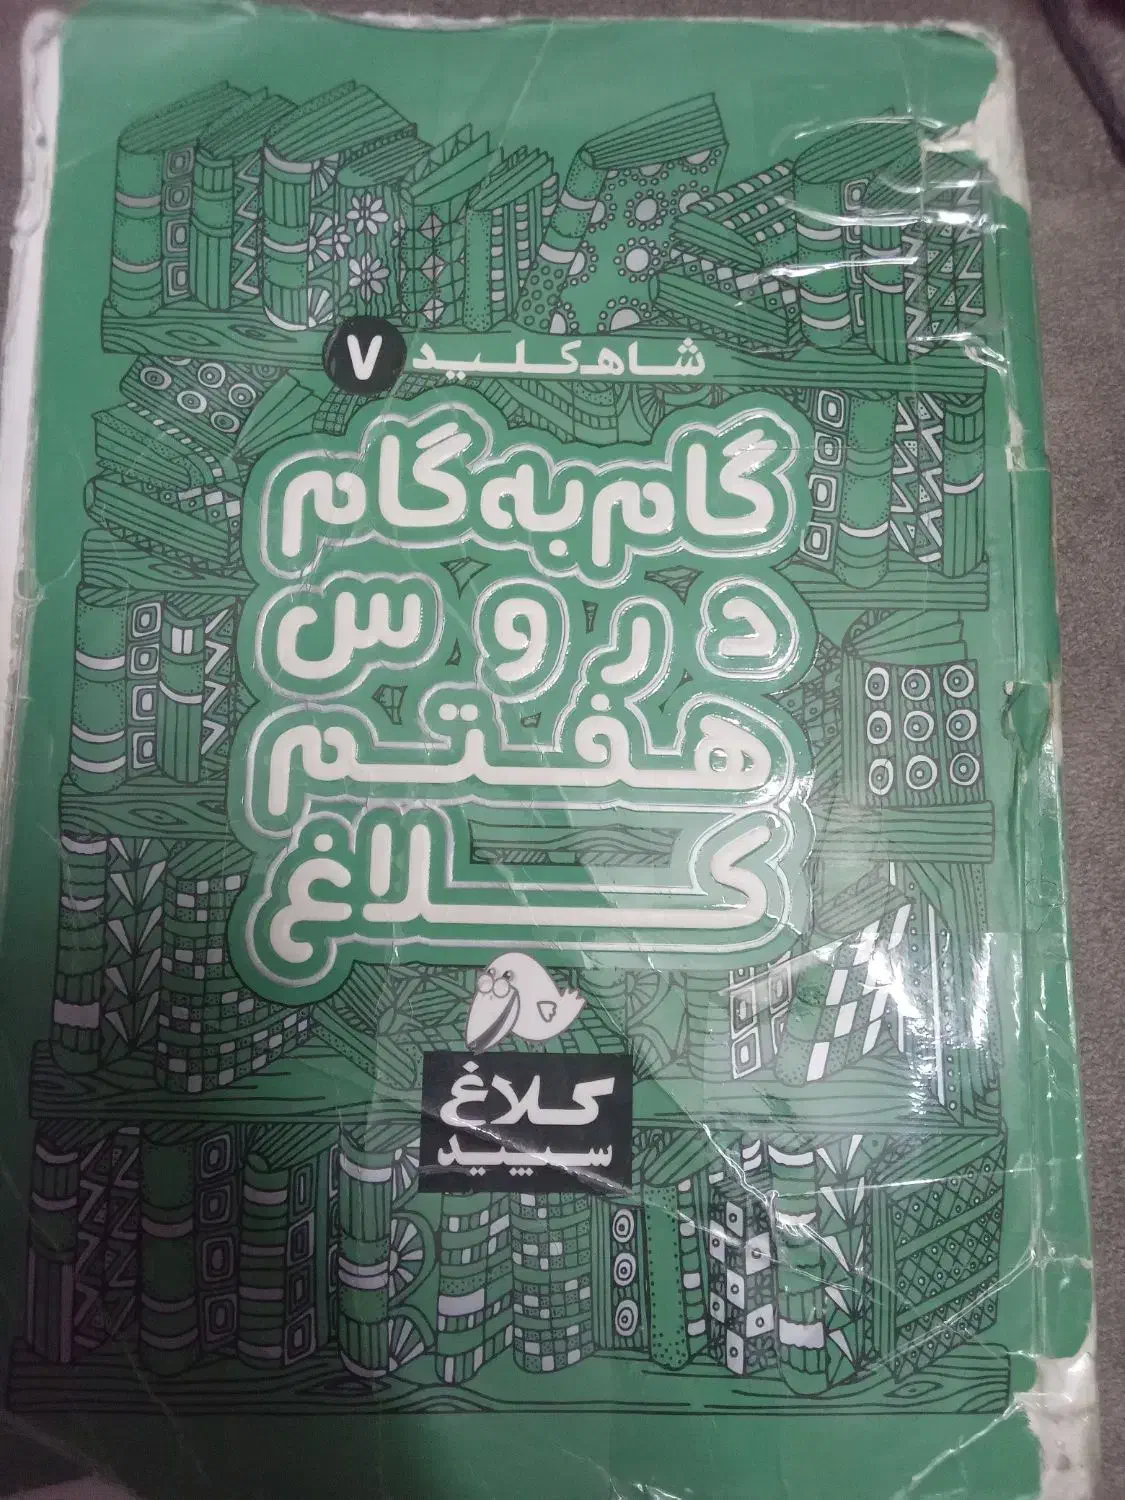 شاه‌کلید ۷
گام به گام
دروس
هفتم
کلاغ
کلاغ
سپید